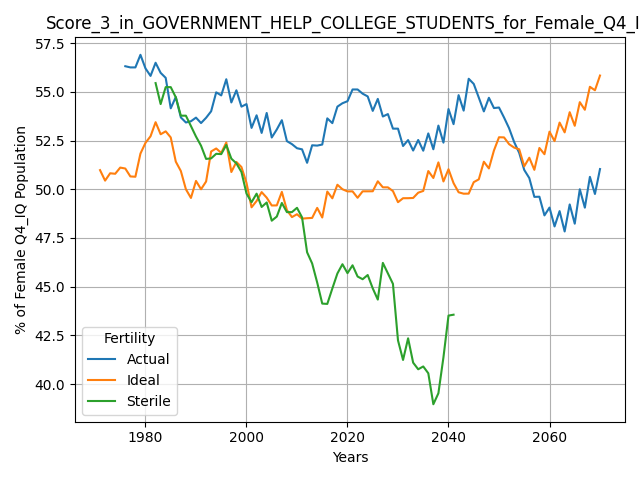 Score_3_in_GOVERNMENT_HELP_COLLEGE_STUDENTS_for_Female_Q4_I
57.5
55.0
52.5
50.0
47.5
45.0
42.5
40.0
% of Female Q4_IQ Population
Fertility
Actual
Ideal
Sterile
1980
2000
2020
2040
2060
Years